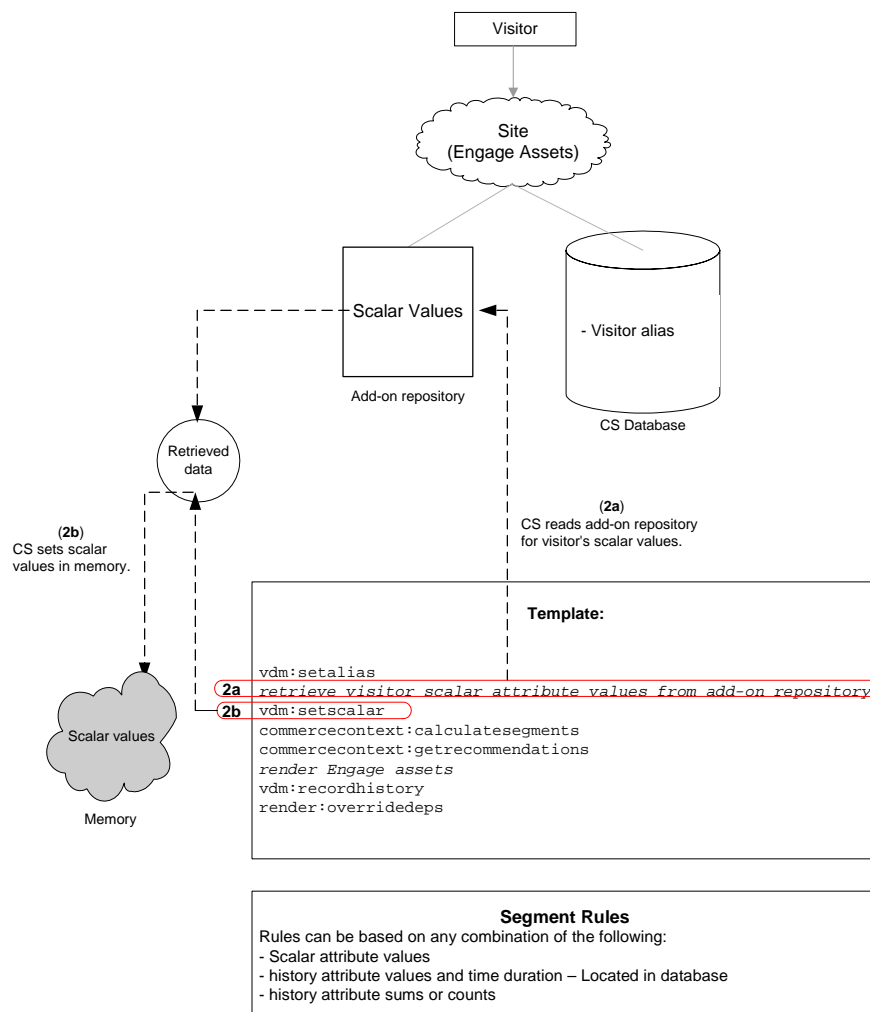 Visitor
Site
(Engage Assets)
Scalar Values
- Visitor alias
Add-on repository
CS Database
Retrieved
data
(2b)
CS sets scalar
values in memory.
(2a)
CS reads add-on repository
for visitor's scalar values.
Template:
vdm:setalias
2a retrieve visitor scalar attribute values from add-on repository
2b vdm:setscalar
commercecontext:calculatesegments
commercecontext:getrecommendations
render Engage assets
vdm:recordhistory
render:overridedeps
Scalar values
Memory
Segment Rules
Rules can be based on any combination of the following:
- Scalar attribute values
- history attribute values and time duration – Located in database
- history attribute sums or counts